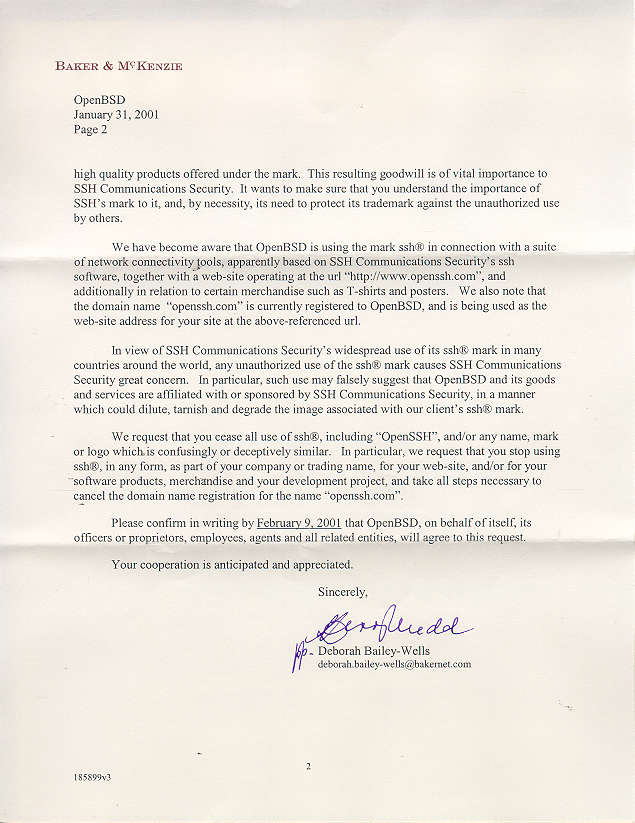 BAKER & McKENZIE
OpenBSD
January 31, 2001
Page 2
high quality products offered under the mark. This resulting goodwill is of vital importance to
SSH Communications Security. It wants to make sure that you understand the importance of
SSH's mark to it, and, by necessity, its need to protect its trademark against the unauthorized use
by others.
We have become aware that OpenBSD is using the mark ssh® in connection with a suite
of network connectivity tools, apparently based on SSH Communications Security's ssh
software, together with a web-site operating at the url "http://www.openssh.com", and
additionally in relation to certain merchandise such as T-shirts and posters. We also note that
the domain name "openssh.com" is currently registered to OpenBSD, and is being used as the
web-site address for your site at the above-referenced url.
In view of SSH Communications Security's widespread use of its ssh® mark in many
countries around the world, any unauthorized use of the ssh® mark causes SSH Communications
Security great concern. In particular, such use may falsely suggest that OpenBSD and its goods
and services are affiliated with or sponsored by SSH Communications Security, in a manner
which could dilute, tarnish and degrade the image associated with our client's ssh® mark.
We request that you cease all use of ssh®, including "OpenSSH", and/or any name, mark
or logo which is confusingly or deceptively similar. In particular, we request that you stop using
ssh®, in any form, as part of your company or trading name, for your web-site, and/or for your
software products, merchandise and your development project, and take all steps necessary to
cancel the domain name registration for the name "openssh.com".
Please confirm in writing by February 9, 2001 that OpenBSD, on behalf of itself, its
officers or proprietors, employees, agents and all related entities, will agree to this request.
Your cooperation is anticipated and appreciated.
Sincerely,
pp- Deborah Bailey-Wells
deborah.bailey-wells@bakernet.com
2
185899v3